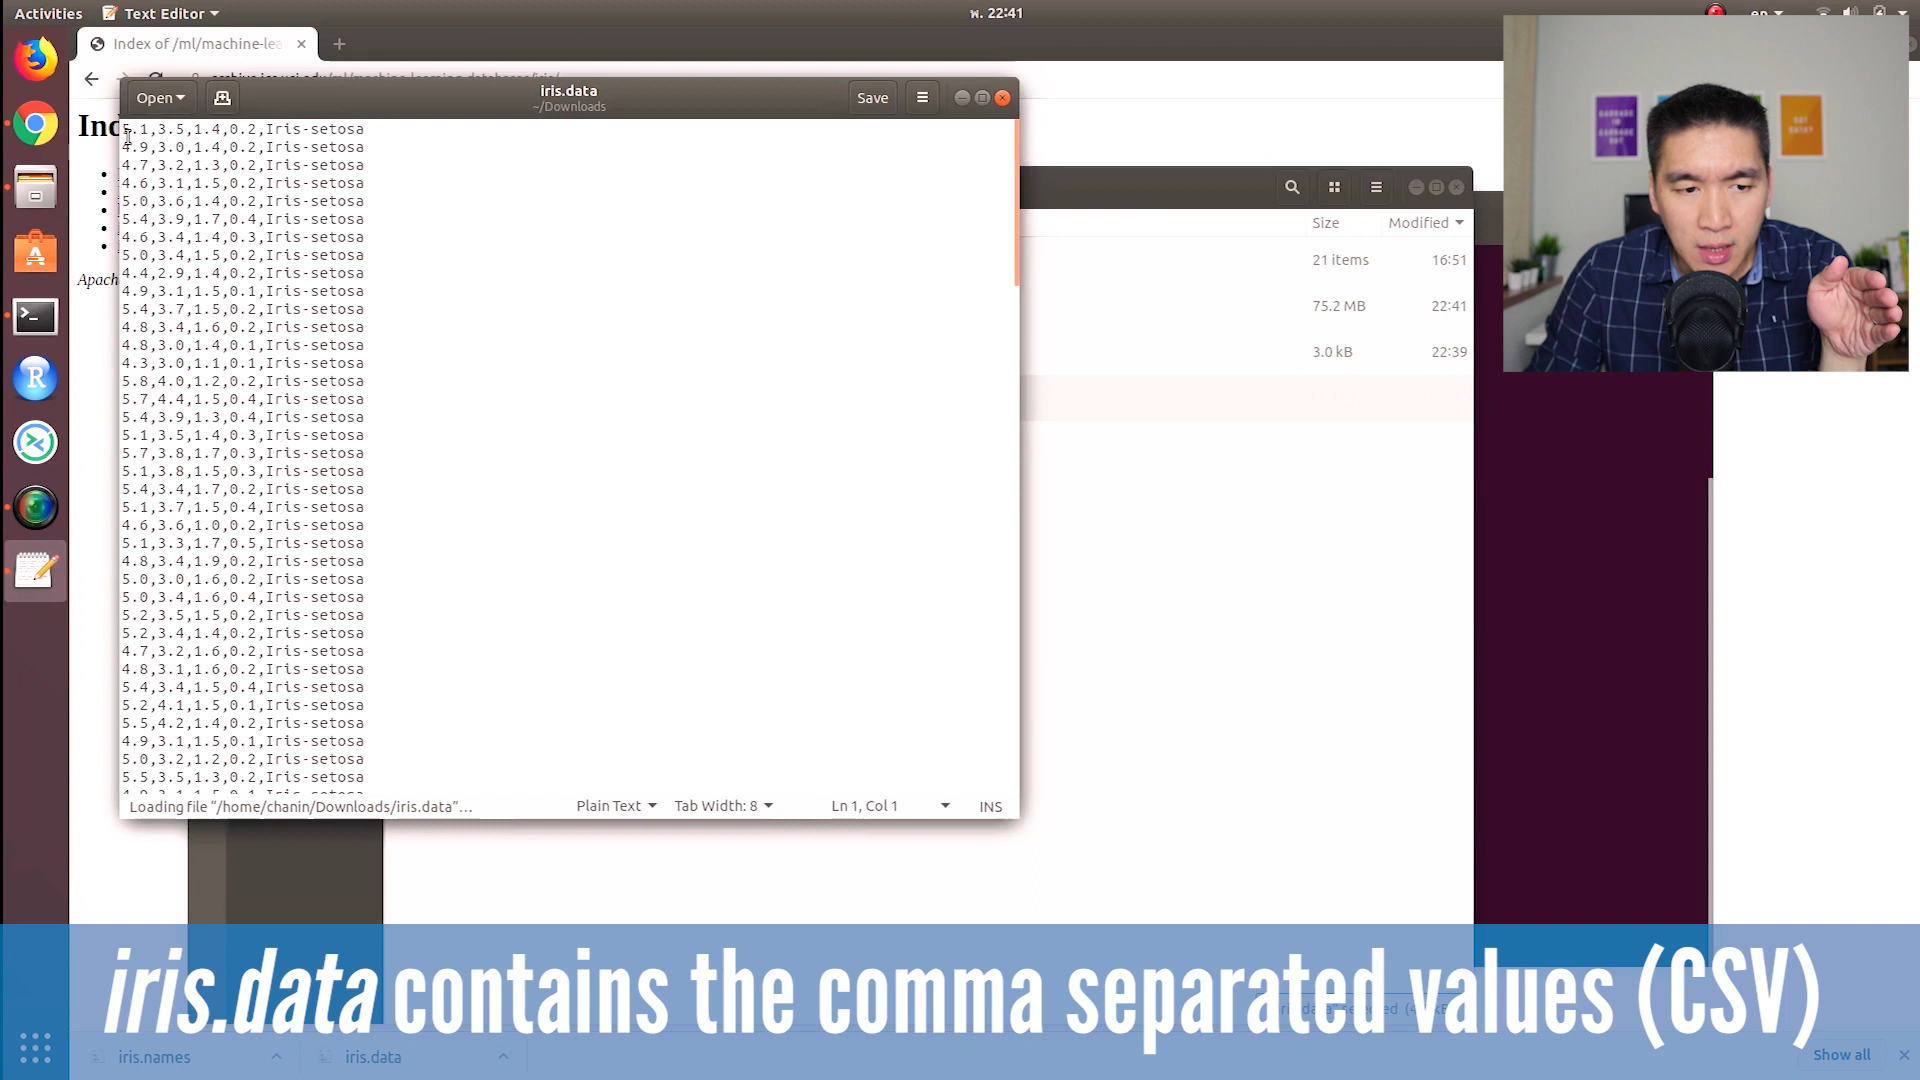 Activities
Text Editor
พ. 22:41
en
Index of /ml/machine-lea
Open
iris.data
~/Downloads
Save
Ind
Apach
5.1,3.5,1.4,0.2,Iris-setosa
4.9,3.0,1.4,0.2,Iris-setosa
4.7,3.2,1.3,0.2,Iris-setosa
4.6,3.1,1.5,0.2,Iris-setosa
5.0,3.6,1.4,0.2,Iris-setosa
5.4,3.9,1.7,0.4,Iris-setosa
4.6,3.4,1.4,0.3,Iris-setosa
5.0,3.4,1.5,0.2,Iris-setosa
4.4,2.9,1.4,0.2,Iris-setosa
4.9,3.1,1.5,0.1,Iris-setosa
5.4,3.7,1.5,0.2,Iris-setosa
4.8,3.4,1.6,0.2,Iris-setosa
4.8,3.0,1.4,0.1,Iris-setosa
4.3,3.0,1.1,0.1,Iris-setosa
5.8,4.0,1.2,0.2,Iris-setosa
5.7,4.4,1.5,0.4,Iris-setosa
5.4,3.9,1.3,0.4,Iris-setosa
5.1,3.5,1.4,0.3,Iris-setosa
5.7,3.8,1.7,0.3,Iris-setosa
5.1,3.8,1.5,0.3,Iris-setosa
5.4,3.4,1.7,0.2,Iris-setosa
5.1,3.7,1.5,0.4,Iris-setosa
4.6,3.6,1.0,0.2,Iris-setosa
5.1,3.3,1.7,0.5,Iris-setosa
4.8,3.4,1.9,0.2,Iris-setosa
5.0,3.0,1.6,0.2,Iris-setosa
5.0,3.4,1.6,0.4,Iris-setosa
5.2,3.5,1.5,0.2,Iris-setosa
5.2,3.4,1.4,0.2,Iris-setosa
4.7,3.2,1.6,0.2,Iris-setosa
4.8,3.1,1.6,0.2,Iris-setosa
5.4,3.4,1.5,0.4,Iris-setosa
5.2,4.1,1.5,0.1,Iris-setosa
5.5,4.2,1.4,0.2,Iris-setosa
4.9,3.1,1.5,0.1,Iris-setosa
5.0,3.2,1.2,0.2,Iris-setosa
5.5,3.5,1.3,0.2,Iris-setosa
4.9,3.1,1.5,0.1,Iris-setosa
Loading file "/home/chanin/Downloads/iris.data"…
Plain Text
Tab Width: 8
Ln 1, Col 1
INS
Size
Modified
21 items
16:51
75.2 MB
22:41
3.0 kB
22:39
GARBAGE IN GARBAGE OUT
GOT DATA?
iris.data contains the comma separated values (CSV)
iris.names
iris.data
Show all